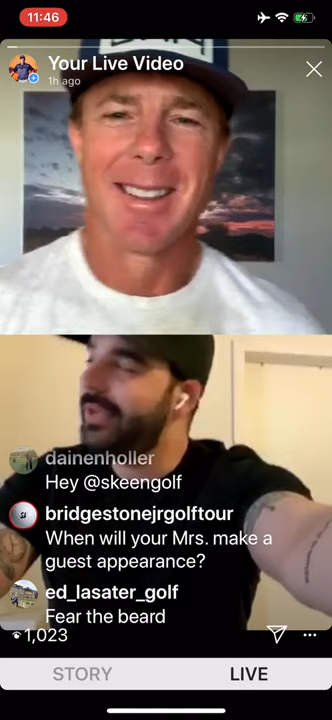 11:46
Your Live Video
1h ago
dainenholler
Hey @skeengolf
bridgestonejrgolftour
When will your Mrs. make a
guest appearance?
ed_lasater_golf
Fear the beard
1,023
STORY
LIVE